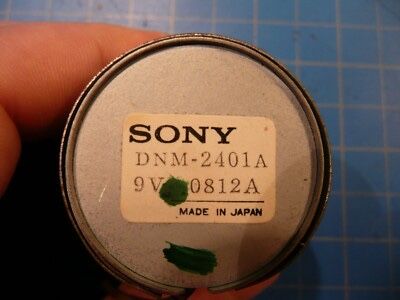 SONY
DNM-2401A
9V 0812A
MADE IN JAPAN